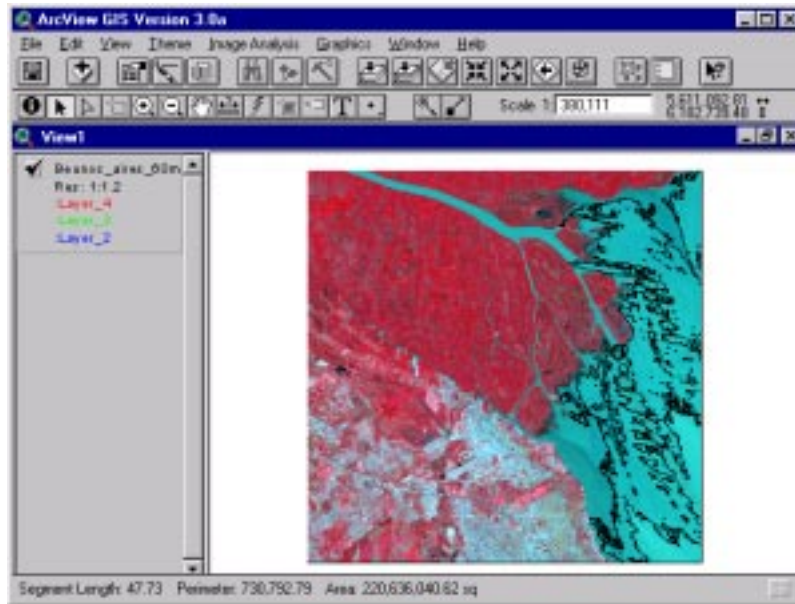 ArcView GIS Version 3.0a
File Edit View Theme Image Analysis Graphics Window Help
T
Scale 1: 380,111
View1
Res: 1:1.2
:Layer_4
:Layer_3
:Layer_2
Segment Length: 47.73 Perimeter: 730,792.79 Area: 220,636,040.62 sq